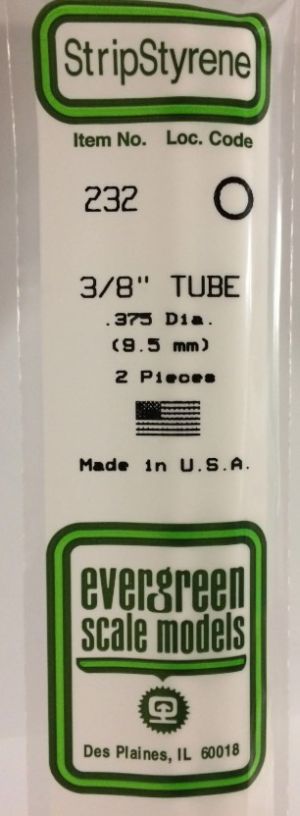 StripStyrene
Item No. Loc. Code
232 O
3/8" TUBE
.375 Dia.
(9.5 mm)
2 Pieces
Made in U.S.A.
evergreen
scale models
Des Plaines, IL 60018